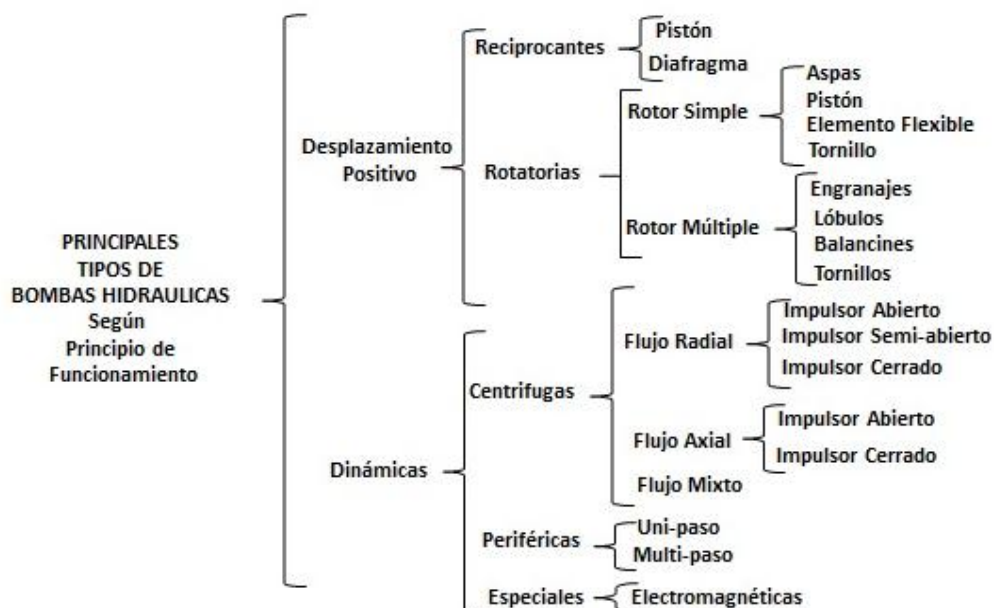 PRINCIPALES
TIPOS DE
BOMBAS HIDRAULICAS
Según
Principio de
Funcionamiento
Desplazamiento
Positivo
Reciprocantes
Pistón
Diafragma
Rotatorias
Rotor Simple
Aspas
Pistón
Elemento Flexible
Tornillo
Rotor Múltiple
Engranajes
Lóbulos
Balancines
Tornillos
Dinámicas
Centrifugas
Flujo Radial
Impulsor Abierto
Impulsor Semi-abierto
Impulsor Cerrado
Flujo Axial
Impulsor Abierto
Impulsor Cerrado
Flujo Mixto
Periféricas
Uni-paso
Multi-paso
Especiales
Electromagnéticas